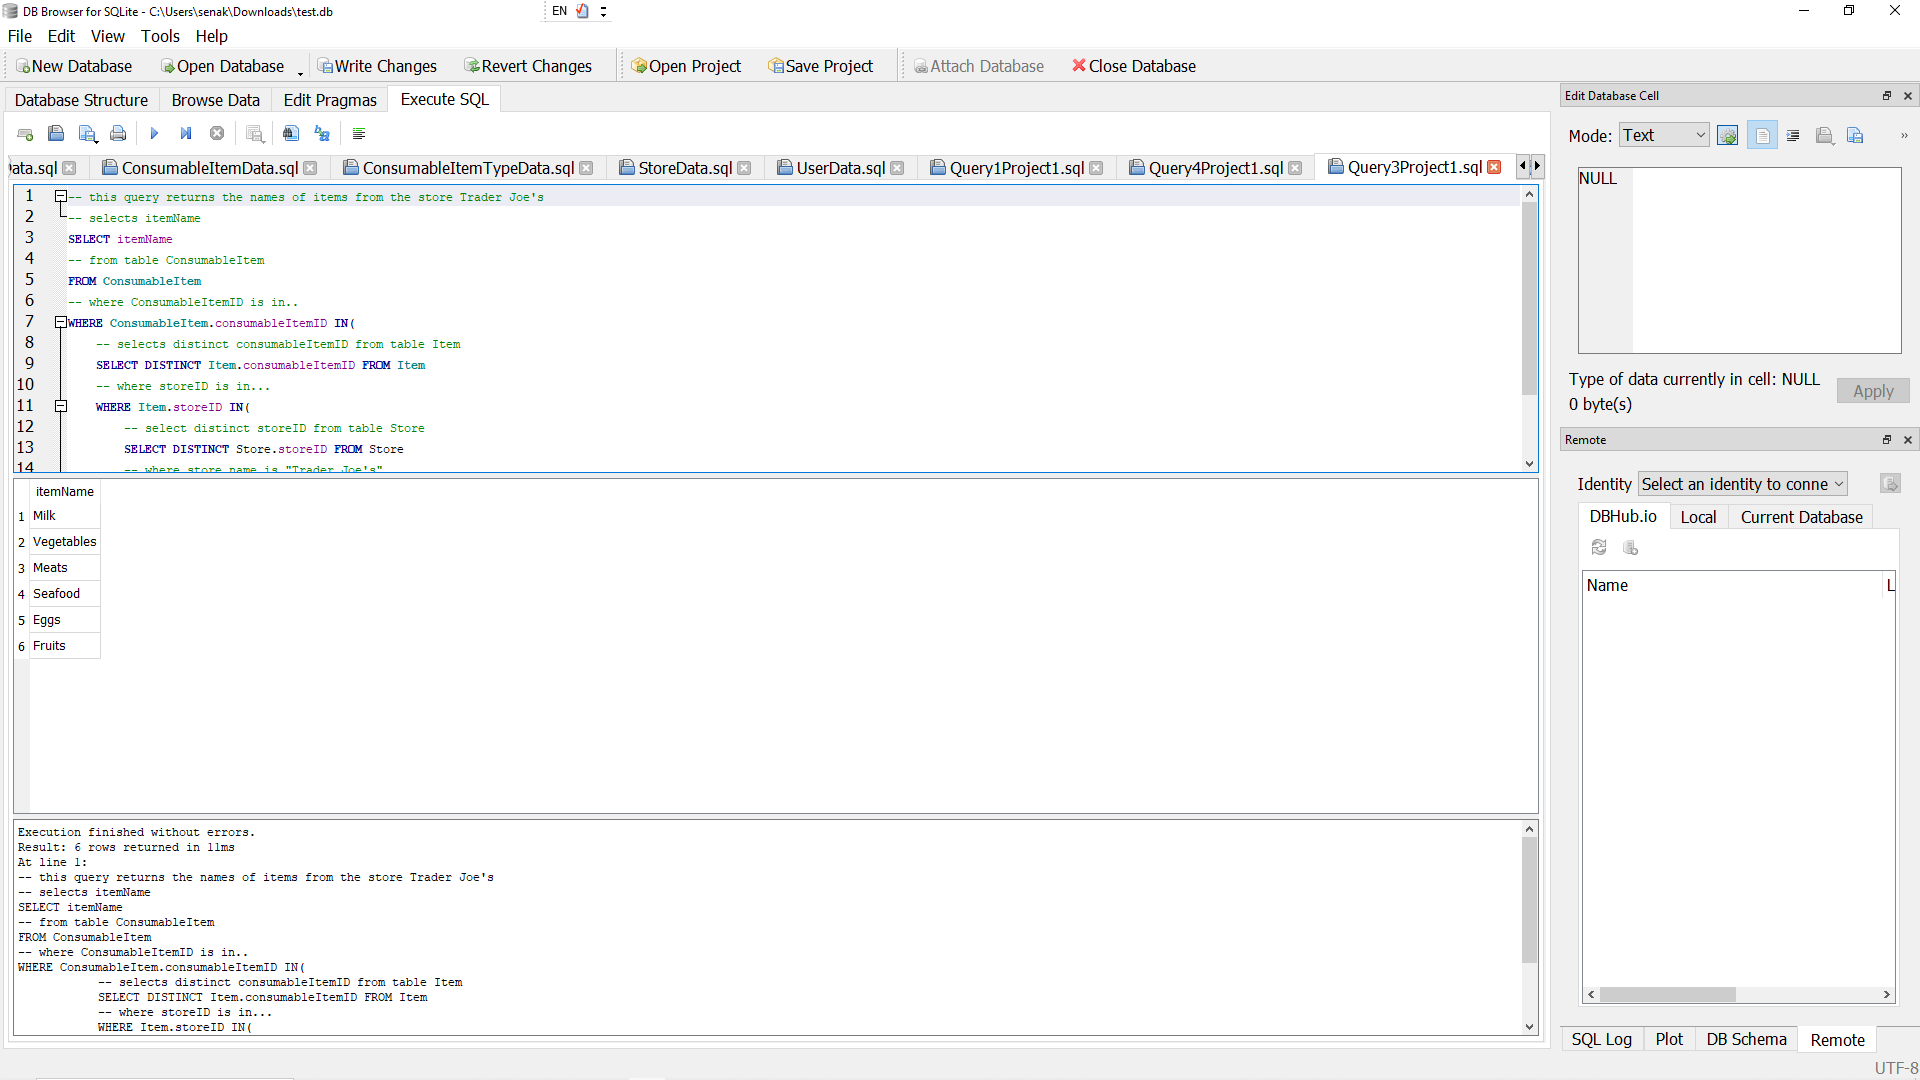 DB Browser for SQLite - C:\Users\senak\Downloads\test.db
EN
File Edit View Tools Help
New Database Open Database Write Changes Revert Changes Open Project Save Project Attach Database Close Database
Database Structure Browse Data Edit Pragmas Execute SQL
ata.sql ConsumableItemData.sql ConsumableItemTypeData.sql StoreData.sql UserData.sql Query1Project1.sql Query4Project1.sql Query3Project1.sql
1 -- this query returns the names of items from the store Trader Joe's
2 -- selects itemName
3 SELECT itemName
4 -- from table ConsumableItem
5 FROM ConsumableItem
6 -- where ConsumableItemID is in..
7 WHERE ConsumableItem.consumableItemID IN(
8 -- selects distinct consumableItemID from table Item
9 SELECT DISTINCT Item.consumableItemID FROM Item
10 -- where storeID is in...
11 WHERE Item.storeID IN(
12 -- select distinct storeID from table Store
13 SELECT DISTINCT Store.storeID FROM Store
14 -- where store name is "Trader Joe's"
itemName
1 Milk
2 Vegetables
3 Meats
4 Seafood
5 Eggs
6 Fruits
Execution finished without errors.
Result: 6 rows returned in 11ms
At line 1:
-- this query returns the names of items from the store Trader Joe's
-- selects itemName
SELECT itemName
-- from table ConsumableItem
FROM ConsumableItem
-- where ConsumableItemID is in..
WHERE ConsumableItem.consumableItemID IN(
-- selects distinct consumableItemID from table Item
SELECT DISTINCT Item.consumableItemID FROM Item
-- where storeID is in...
WHERE Item.storeID IN(
Edit Database Cell
Mode: Text
NULL
Type of data currently in cell: NULL
0 byte(s)
Apply
Remote
Identity Select an identity to conne
DBHub.io Local Current Database
Name L
SQL Log Plot DB Schema Remote
UTF-8